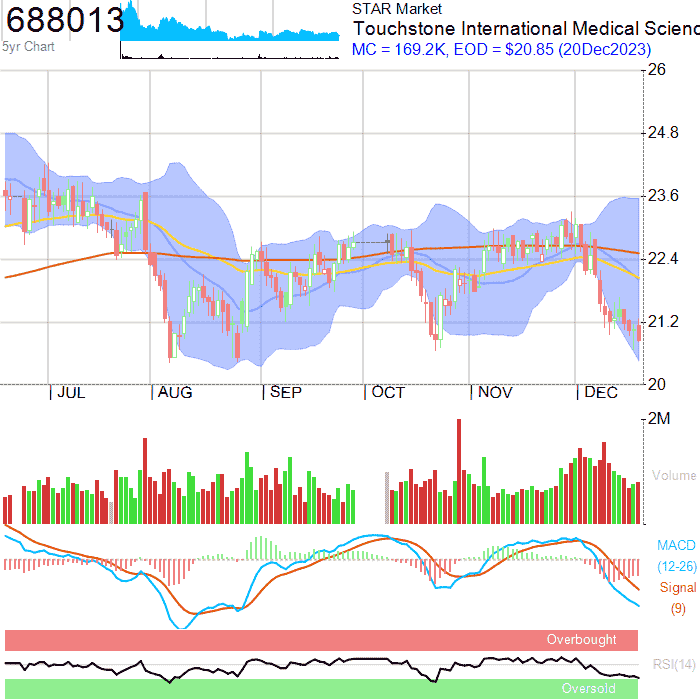 688013
5yr Chart
STAR Market
Touchstone International Medical Scienc
MC = 169.2K, EOD = $20.85 (20Dec2023)
26
24.8
23.6
22.4
21.2
20
JUL AUG SEP OCT NOV DEC
2M
Volume
MACD
(12-26)
Signal
(9)
Overbought
RSI(14)
Oversold